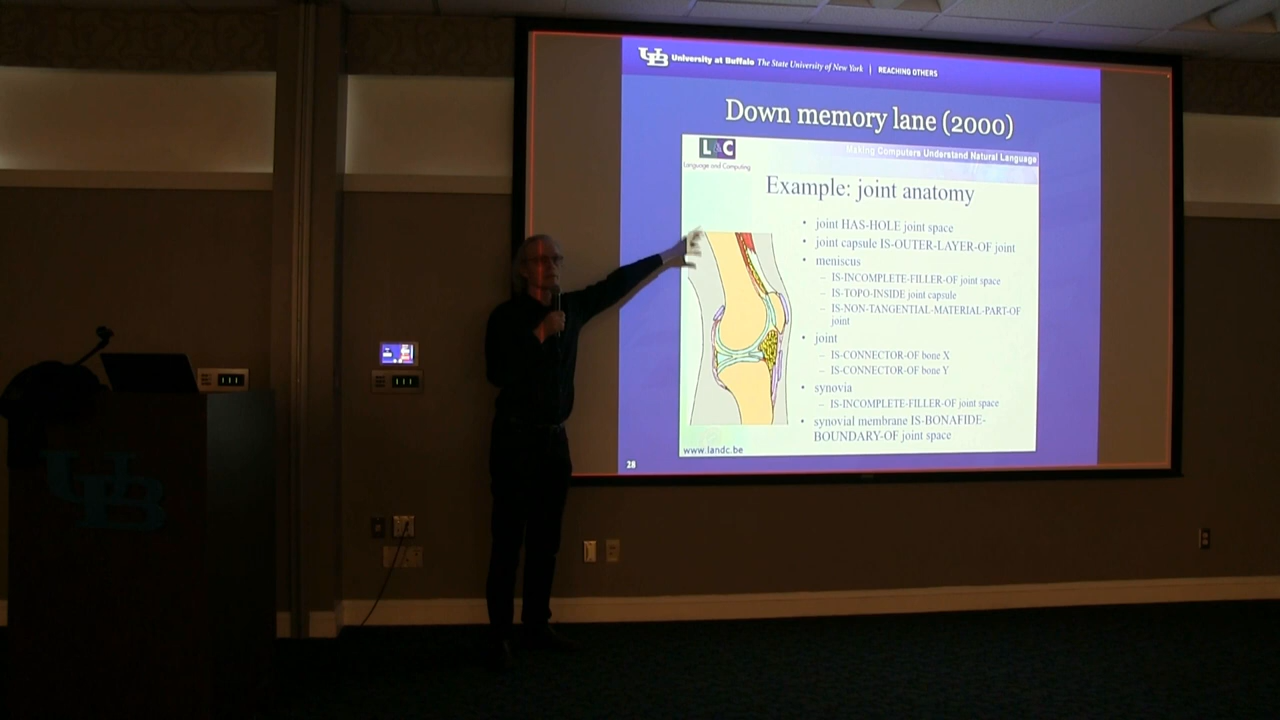 UB University at Buffalo The State University of New York | REACHING OTHERS
Down memory lane (2000)
L&C
Language and Computing
Making Computers Understand Natural Language
Example: joint anatomy
• joint HAS-HOLE joint space
• joint capsule IS-OUTER-LAYER-OF joint
• meniscus
– IS-INCOMPLETE-FILLER-OF joint space
– IS-TOPO-INSIDE joint capsule
– IS-NON-TANGENTIAL-MATERIAL-PART-OF
joint
• joint
– IS-CONNECTOR-OF bone X
– IS-CONNECTOR-OF bone Y
• synovia
– IS-INCOMPLETE-FILLER-OF joint space
• synovial membrane IS-BONAFIDE-
BOUNDARY-OF joint space
www.landc.be
28
UB